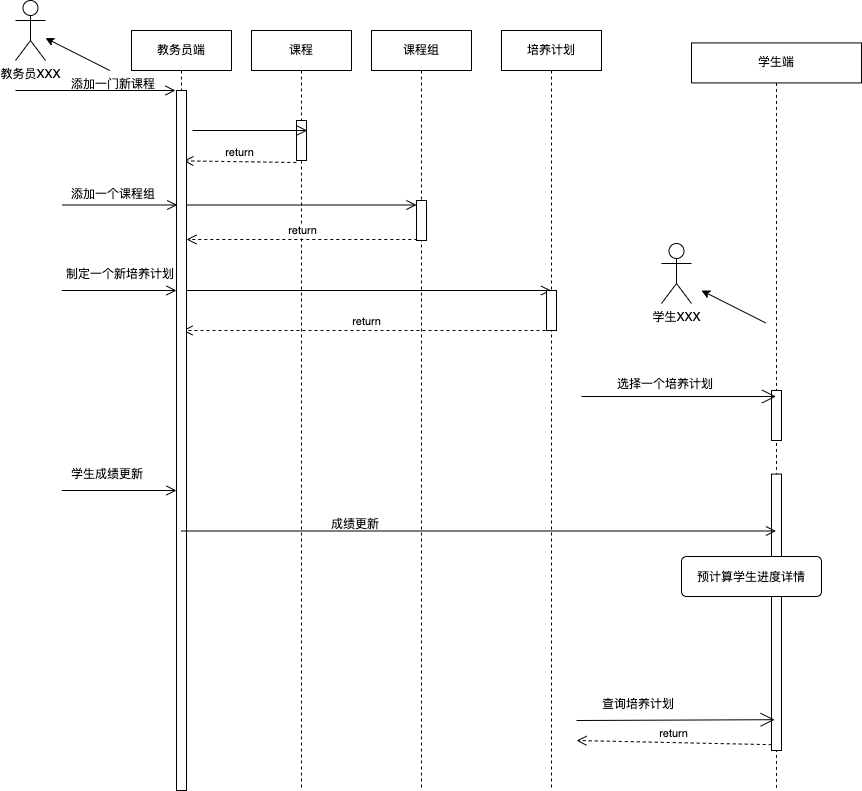 教务员端
课程
课程组
培养计划
学生端
教务员XXX
添加一门新课程
return
添加一个课程组
return
制定一个新培养计划
学生XXX
return
选择一个培养计划
学生成绩更新
成绩更新
预计算学生进度详情
查询培养计划
return